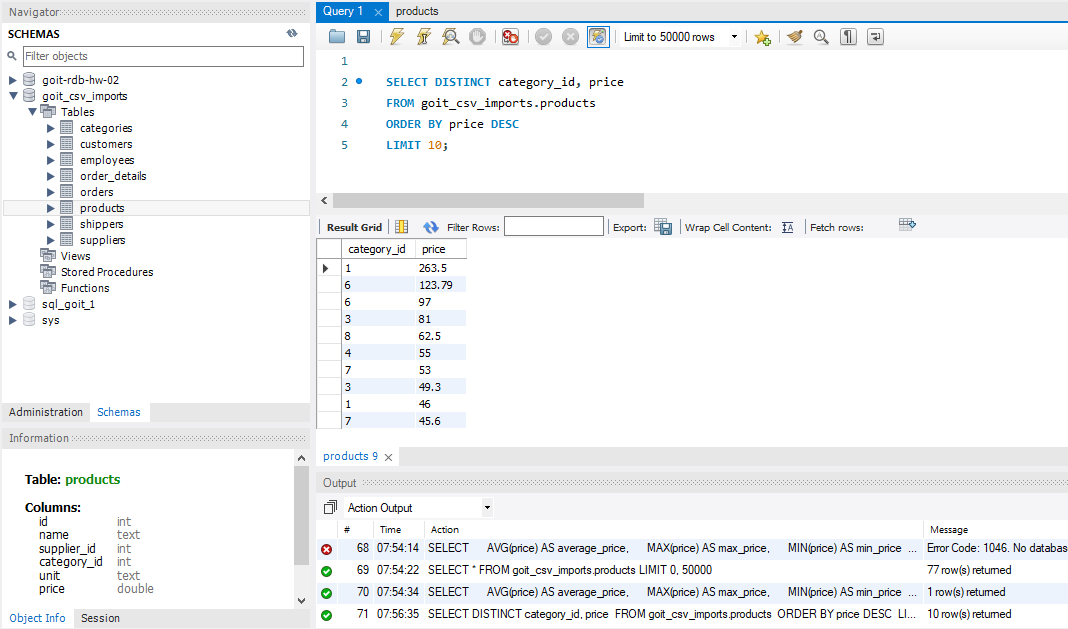 Navigator
SCHEMAS
Filter objects
goit-rdb-hw-02
goit_csv_imports
Tables
categories
customers
employees
order_details
orders
products
shippers
suppliers
Views
Stored Procedures
Functions
sql_goit_1
sys
Administration Schemas
Information
Table: products
Columns:
id int
name text
supplier_id int
category_id int
unit text
price double
Object Info Session
Query 1 products
Limit to 50000 rows
1
2 SELECT DISTINCT category_id, price
3 FROM goit_csv_imports.products
4 ORDER BY price DESC
5 LIMIT 10;
Result Grid Filter Rows: Export: Wrap Cell Content: Fetch rows:
category_id price
1 263.5
6 123.79
6 97
3 81
8 62.5
4 55
7 53
3 49.3
1 46
7 45.6
products 9
Output
Action Output
# Time Action Message
68 07:54:14 SELECT AVG(price) AS average_price, MAX(price) AS max_price, MIN(price) AS min_price ... Error Code: 1046. No database
69 07:54:22 SELECT * FROM goit_csv_imports.products LIMIT 0, 50000 77 row(s) returned
70 07:54:34 SELECT AVG(price) AS average_price, MAX(price) AS max_price, MIN(price) AS min_price ... 1 row(s) returned
71 07:56:35 SELECT DISTINCT category_id, price FROM goit_csv_imports.products ORDER BY price DESC LI... 10 row(s) returned